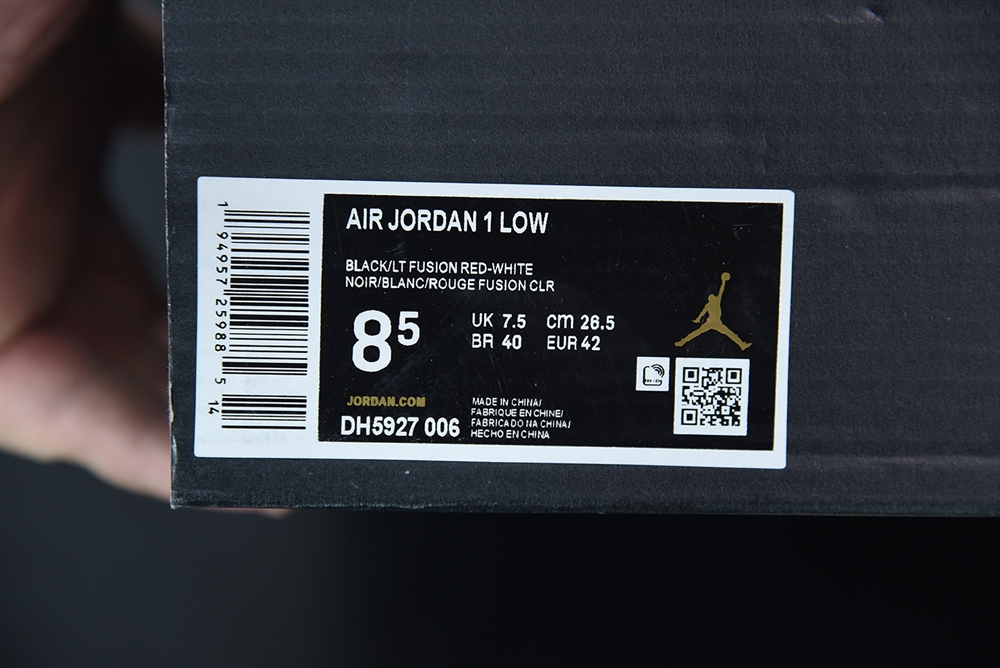 AIR JORDAN 1 LOW
BLACK/LT FUSION RED-WHITE
NOIR/BLANC/ROUGE FUSION CLR
8 5
UK 7.5 cm 26.5
BR 40 EUR 42
JORDAN.COM
DH5927 006
MADE IN CHINA/
FABRIQUE EN CHINE/
FABRICADO NA CHINA/
HECHO EN CHINA
1 94957 25988 5 14